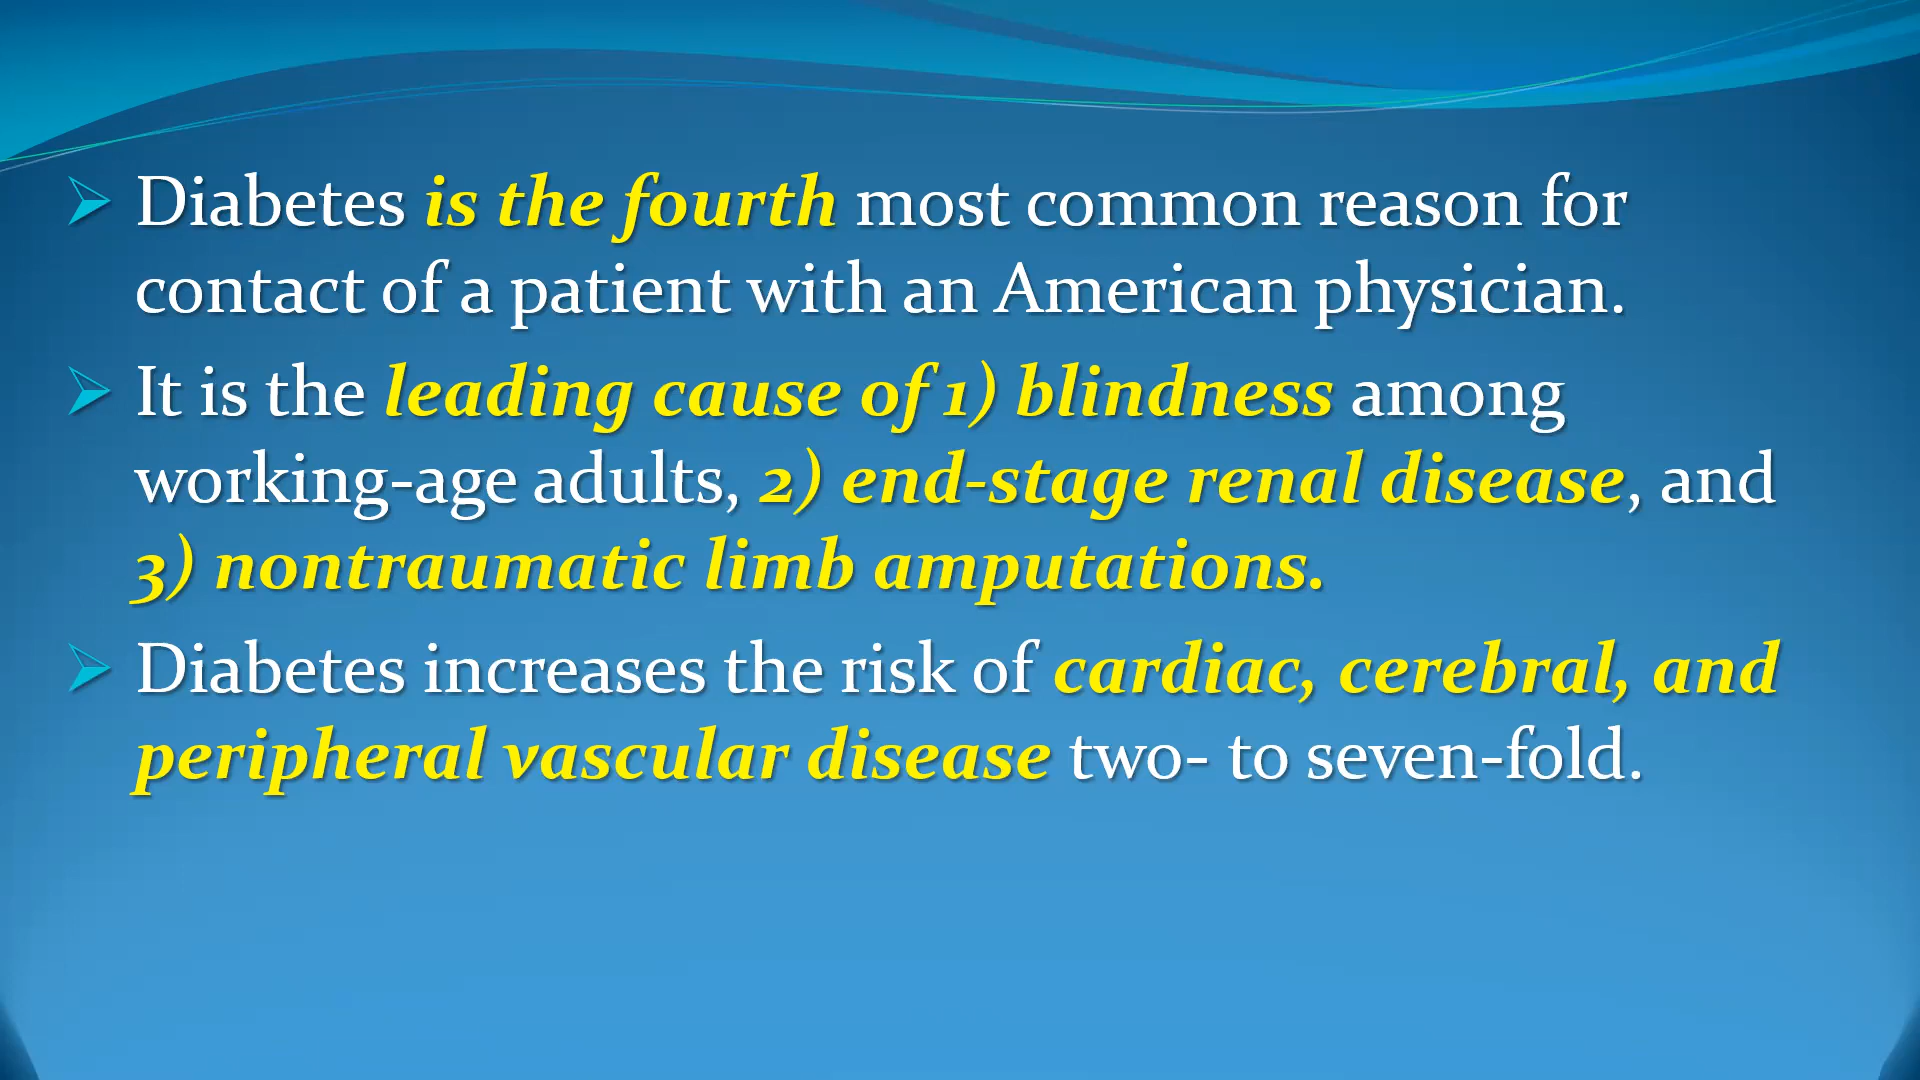 Diabetes is the fourth most common reason for
contact of a patient with an American physician.
It is the leading cause of 1) blindness among
working-age adults, 2) end-stage renal disease, and
3) nontraumatic limb amputations.
Diabetes increases the risk of cardiac, cerebral, and
peripheral vascular disease two- to seven-fold.